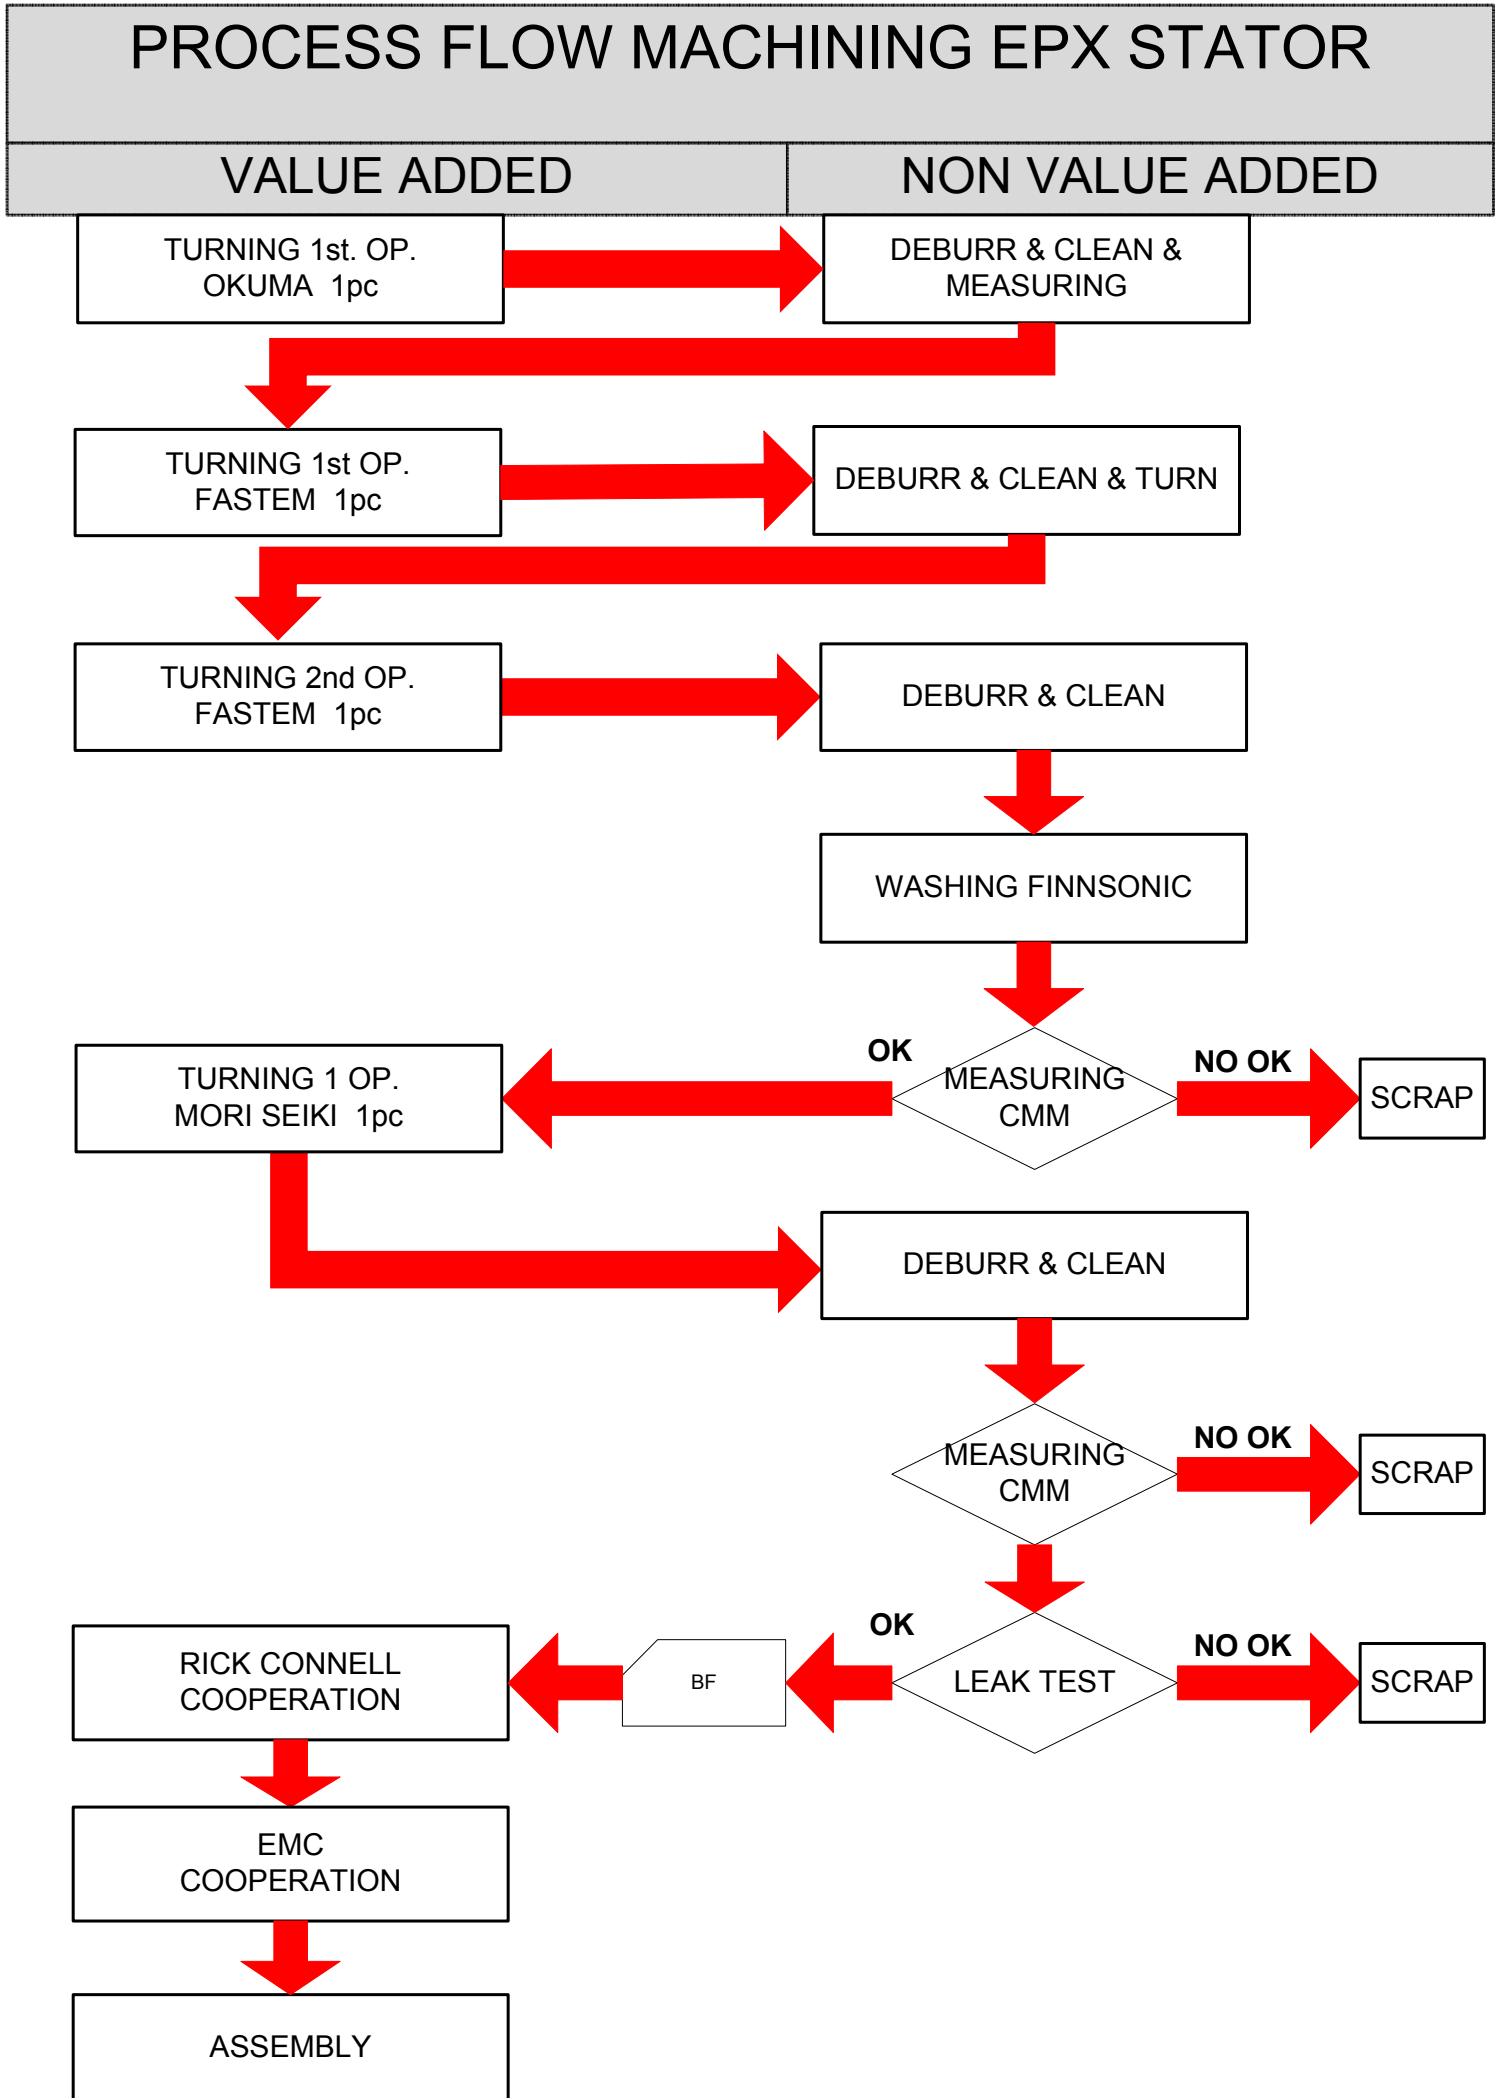 PROCESS FLOW MACHINING EPX STATOR
VALUE ADDED
NON VALUE ADDED
TURNING 1st. OP.
OKUMA 1pc
DEBURR & CLEAN &
MEASURING
TURNING 1st OP.
FASTEM 1pc
DEBURR & CLEAN & TURN
TURNING 2nd OP.
FASTEM 1pc
DEBURR & CLEAN
WASHING FINNSONIC
TURNING 1 OP.
MORI SEIKI 1pc
OK
MEASURING
CMM
NO OK
SCRAP
DEBURR & CLEAN
MEASURING
CMM
NO OK
SCRAP
RICK CONNELL
COOPERATION
BF
OK
LEAK TEST
NO OK
SCRAP
EMC
COOPERATION
ASSEMBLY